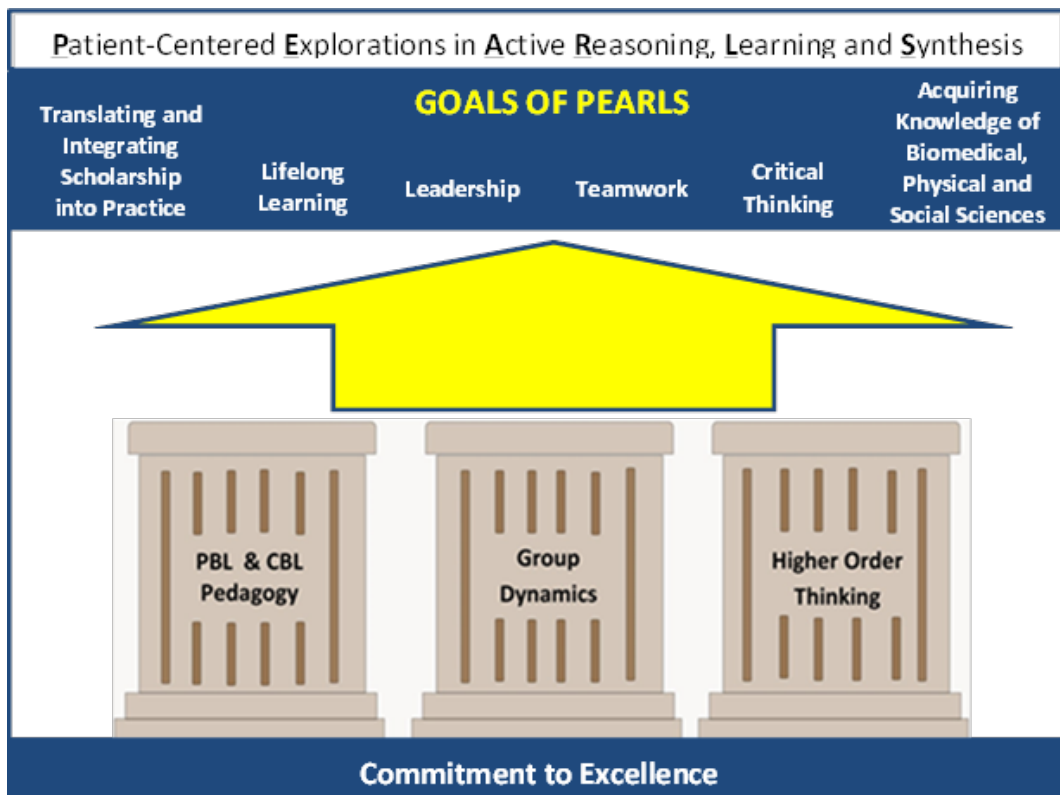 Patient-Centered Explorations in Active Reasoning, Learning and Synthesis
GOALS OF PEARLS
Translating and
Integrating
Scholarship
into Practice
Lifelong
Learning
Leadership
Teamwork
Critical
Thinking
Acquiring
Knowledge of
Biomedical,
Physical and
Social Sciences
PBL & CBL
Pedagogy
Group
Dynamics
Higher Order
Thinking
Commitment to Excellence